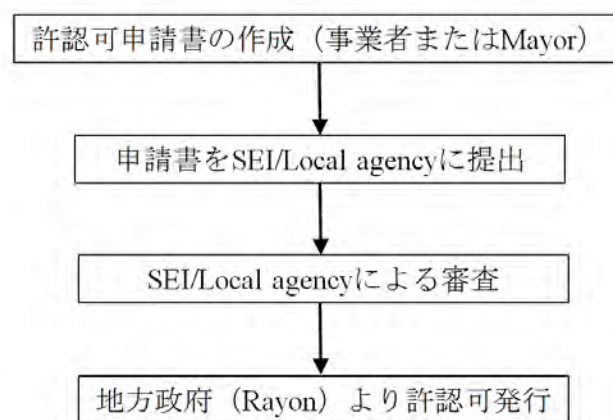 許認可申請書の作成（事業者またはMayor）
申請書をSEI/Local agencyに提出
SEI/Local agencyによる審査
地方政府（Rayon）より許認可発行